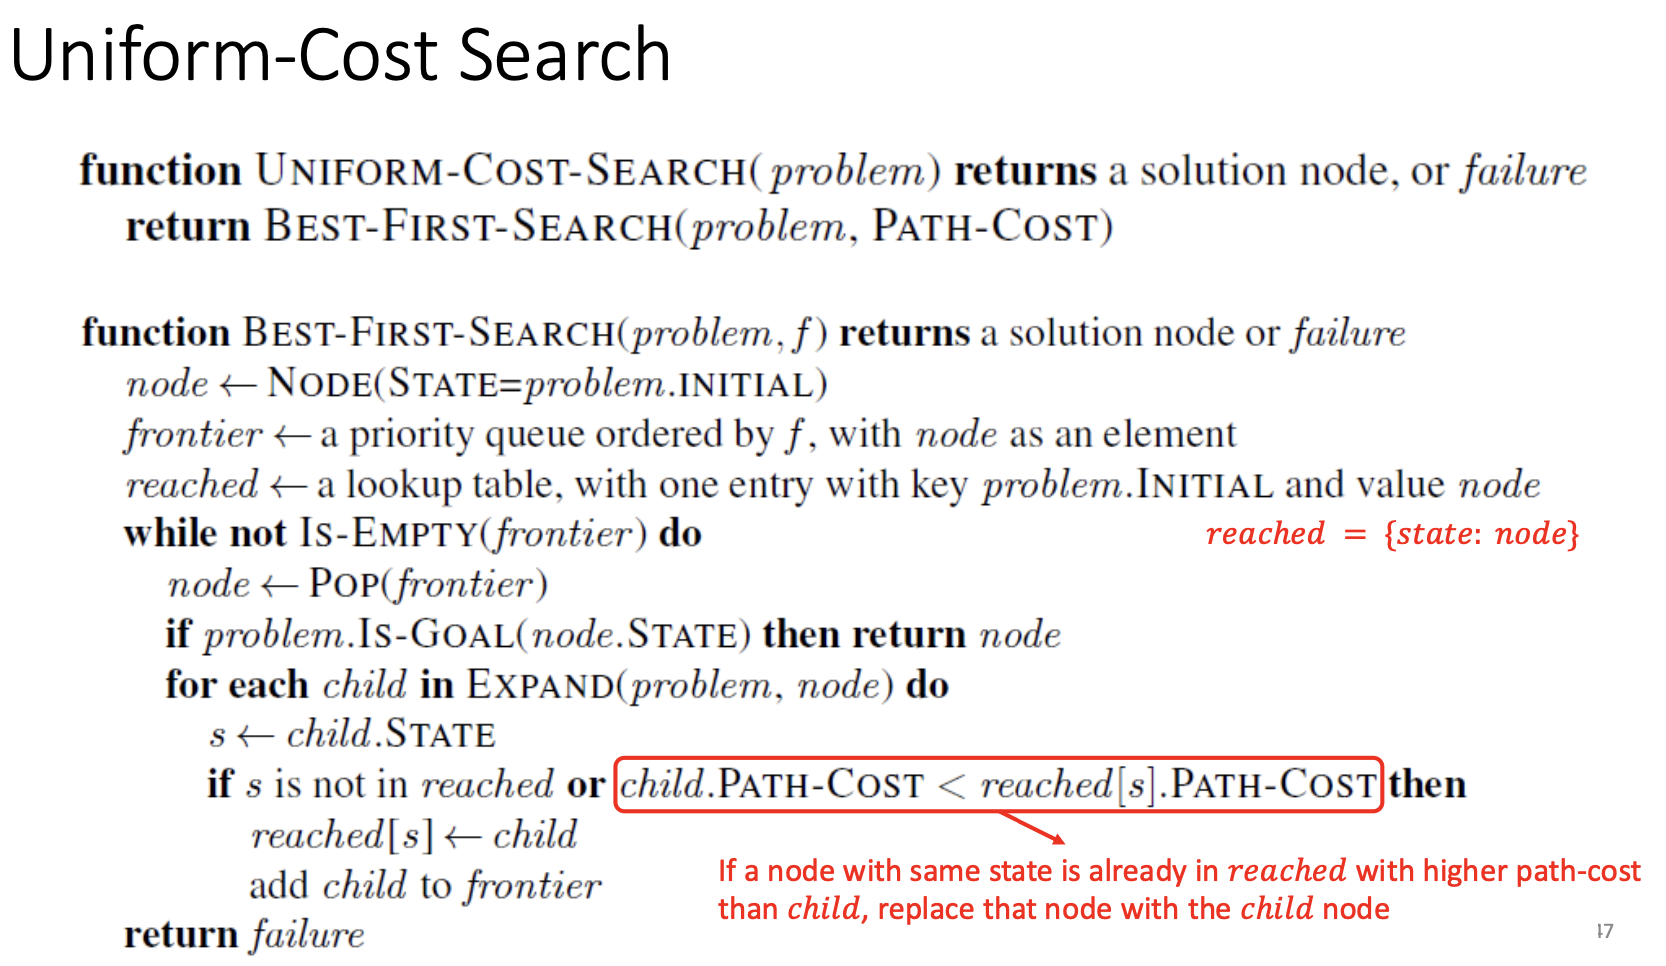 Uniform-Cost Search
function UNIFORM-COST-SEARCH(problem) returns a solution node, or failure
return BEST-FIRST-SEARCH(problem, PATH-COST)
function BEST-FIRST-SEARCH(problem, f) returns a solution node or failure
node ← NODE(STATE=problem.INITIAL)
frontier ← a priority queue ordered by f, with node as an element
reached ← a lookup table, with one entry with key problem.INITIAL and value node
while not IS-EMPTY(frontier) do
reached = {state: node}
node ← POP(frontier)
if problem.IS-GOAL(node.STATE) then return node
for each child in EXPAND(problem, node) do
s ← child.STATE
if s is not in reached or child.PATH-COST < reached[s].PATH-COST then
reached[s] ← child
add child to frontier
If a node with same state is already in reached with higher path-cost
than child, replace that node with the child node
return failure
47